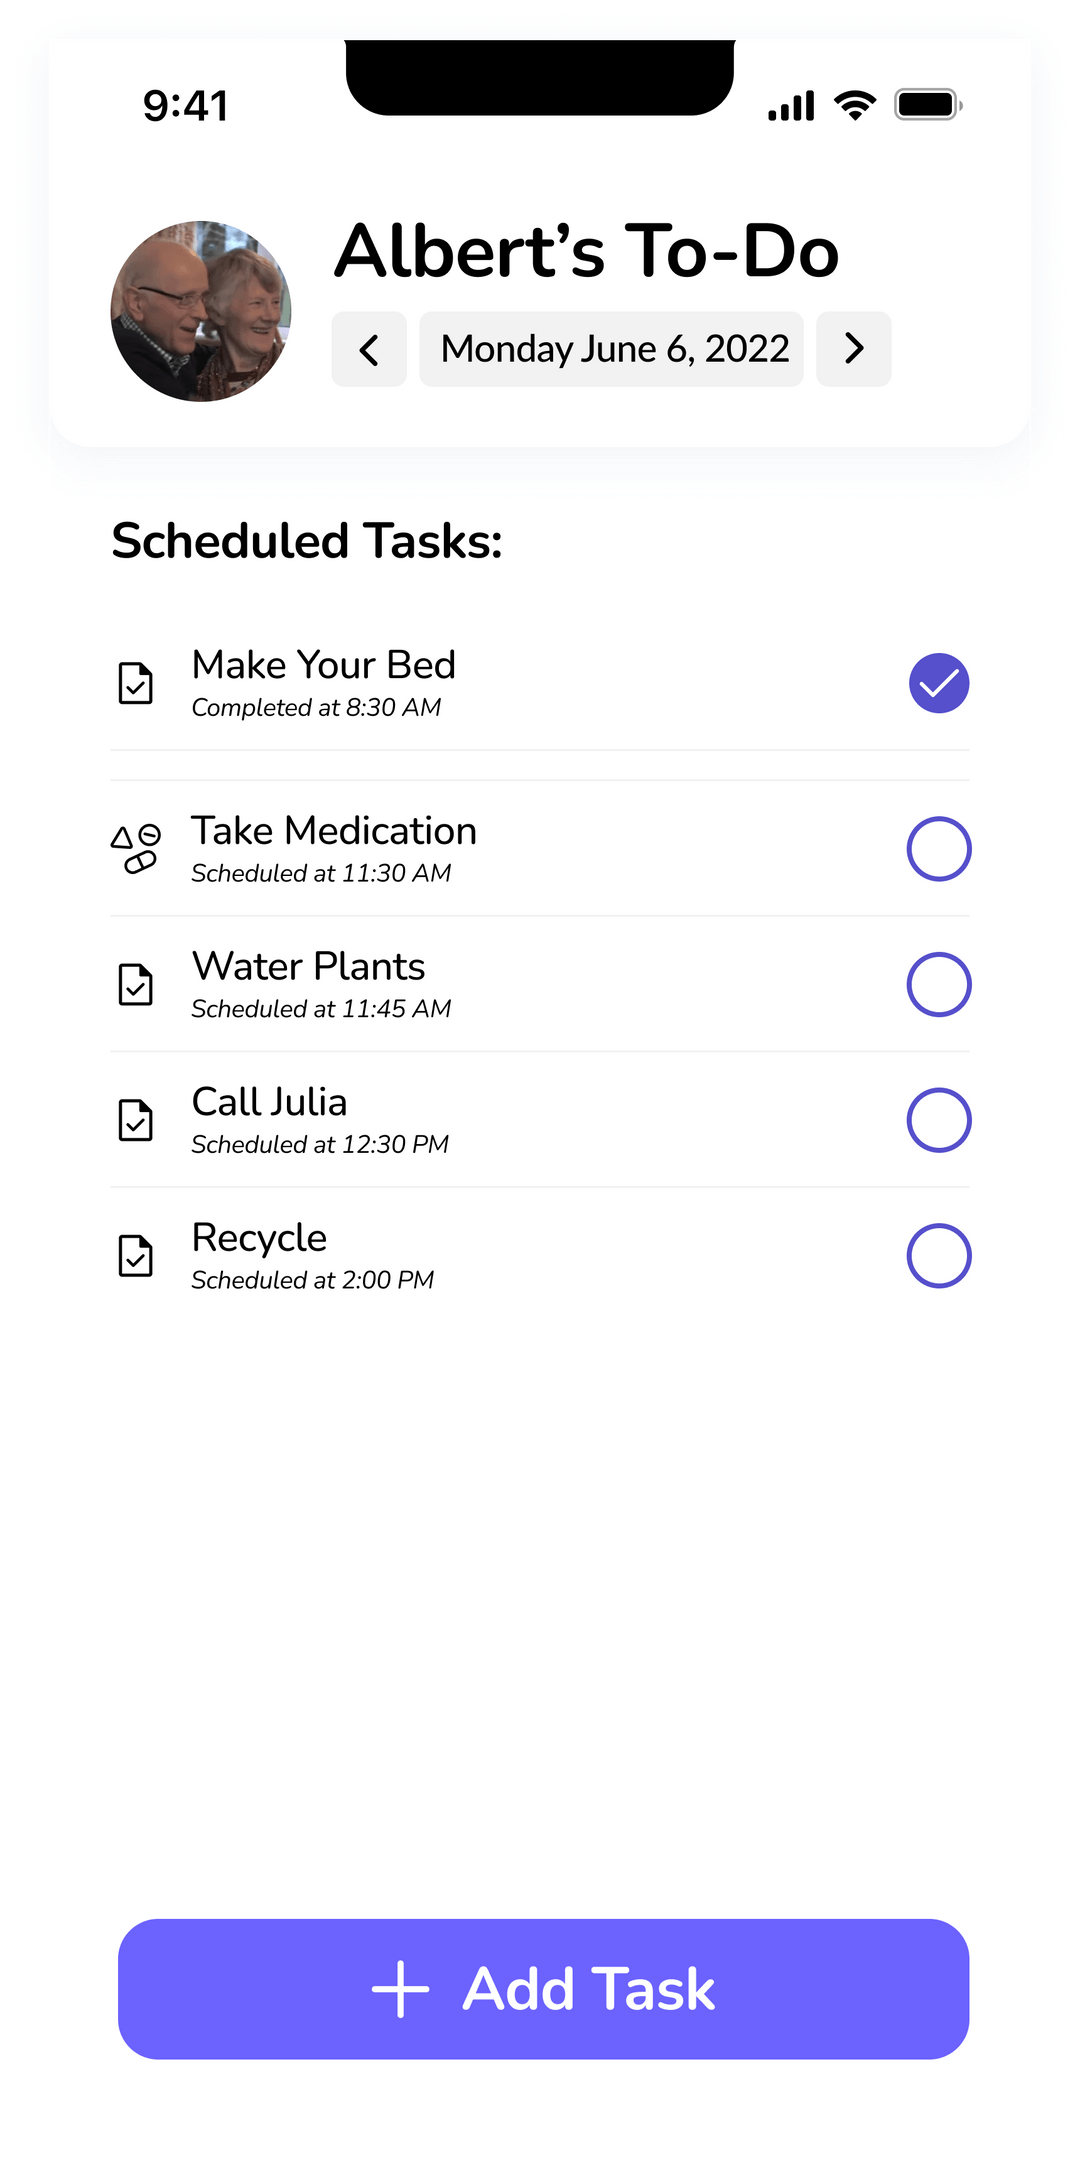 9:41
Albert’s To-Do
Monday June 6, 2022
Scheduled Tasks:
Make Your Bed
Completed at 8:30 AM
Take Medication
Scheduled at 11:30 AM
Water Plants
Scheduled at 11:45 AM
Call Julia
Scheduled at 12:30 PM
Recycle
Scheduled at 2:00 PM
Add Task